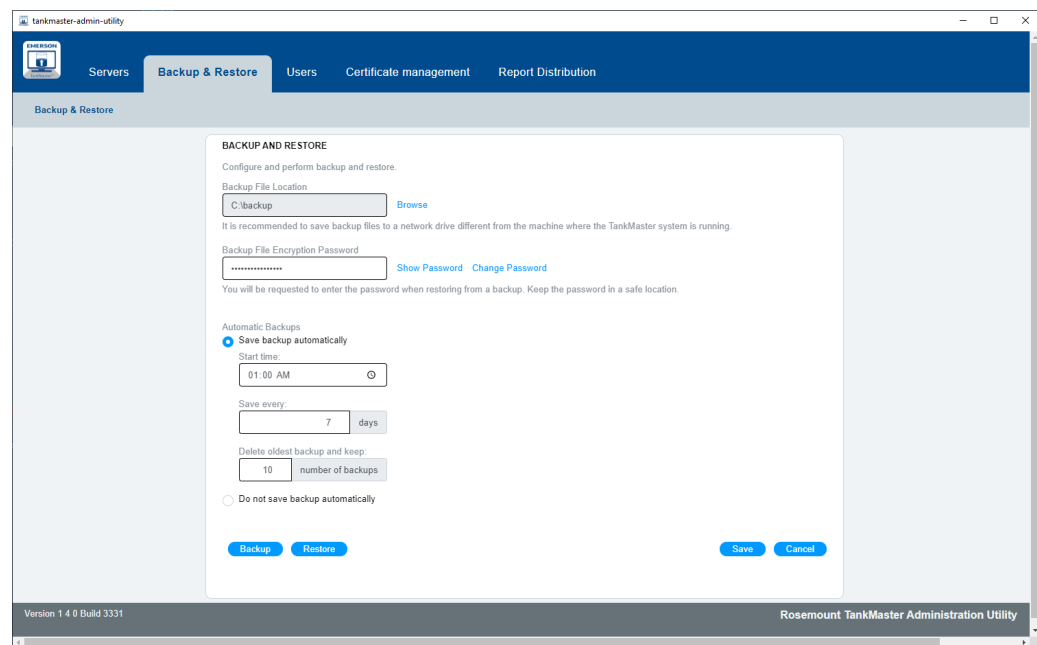 tankmaster-admin-utility
EMERSON
TankMaster
Servers Backup & Restore Users Certificate management Report Distribution
Backup & Restore
BACKUP AND RESTORE
Configure and perform backup and restore.
Backup File Location
C:\backup Browse
It is recommended to save backup files to a network drive different from the machine where the TankMaster system is running.
Backup File Encryption Password
•••••••••••••••• Show Password Change Password
You will be requested to enter the password when restoring from a backup. Keep the password in a safe location.
Automatic Backups
Save backup automatically
Start time:
01:00 AM
Save every:
7 days
Delete oldest backup and keep:
10 number of backups
Do not save backup automatically
Backup Restore Save Cancel
Version 1 4 0 Build 3331 Rosemount TankMaster Administration Utility